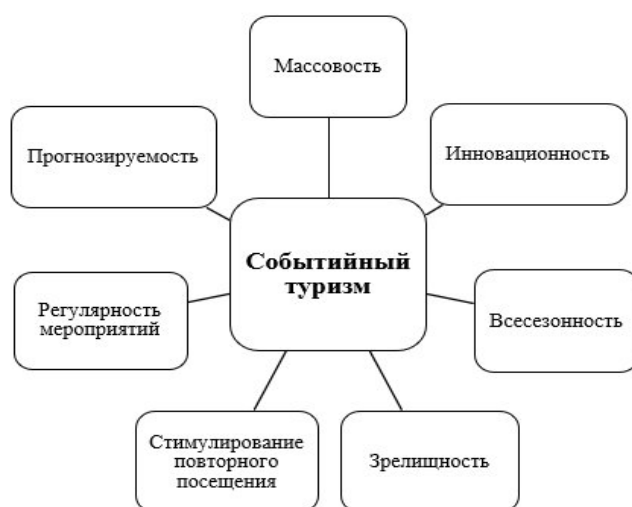 Массовость
Прогнозируемость
Инновационность
Событийный
туризм
Регулярность
мероприятий
Всесезонность
Стимулирование
повторного
посещения
Зрелищность